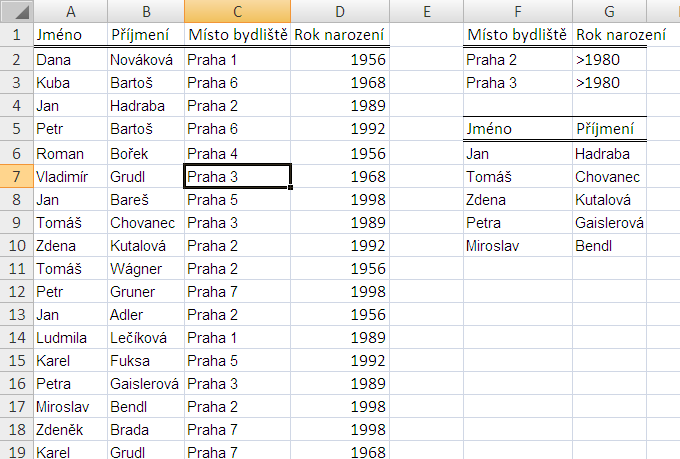 A B C D E F G
1 Jméno Příjmení Místo bydliště Rok narození Místo bydliště Rok narození
2 Dana Nováková Praha 1 1956 Praha 2 >1980
3 Kuba Bartoš Praha 6 1968 Praha 3 >1980
4 Jan Hadraba Praha 2 1989
5 Petr Bartoš Praha 6 1992 Jméno Příjmení
6 Roman Bořek Praha 4 1956 Jan Hadraba
7 Vladimír Grudl Praha 3 1968 Tomáš Chovanec
8 Jan Bareš Praha 5 1998 Zdena Kutalová
9 Tomáš Chovanec Praha 3 1989 Petra Gaislerová
10 Zdena Kutalová Praha 2 1992 Miroslav Bendl
11 Tomáš Wágner Praha 2 1956
12 Petr Gruner Praha 7 1998
13 Jan Adler Praha 2 1956
14 Ludmila Lečíková Praha 1 1989
15 Karel Fuksa Praha 5 1992
16 Petra Gaislerová Praha 3 1989
17 Miroslav Bendl Praha 2 1998
18 Zdeněk Brada Praha 7 1998
19 Karel Grudl Praha 7 1968